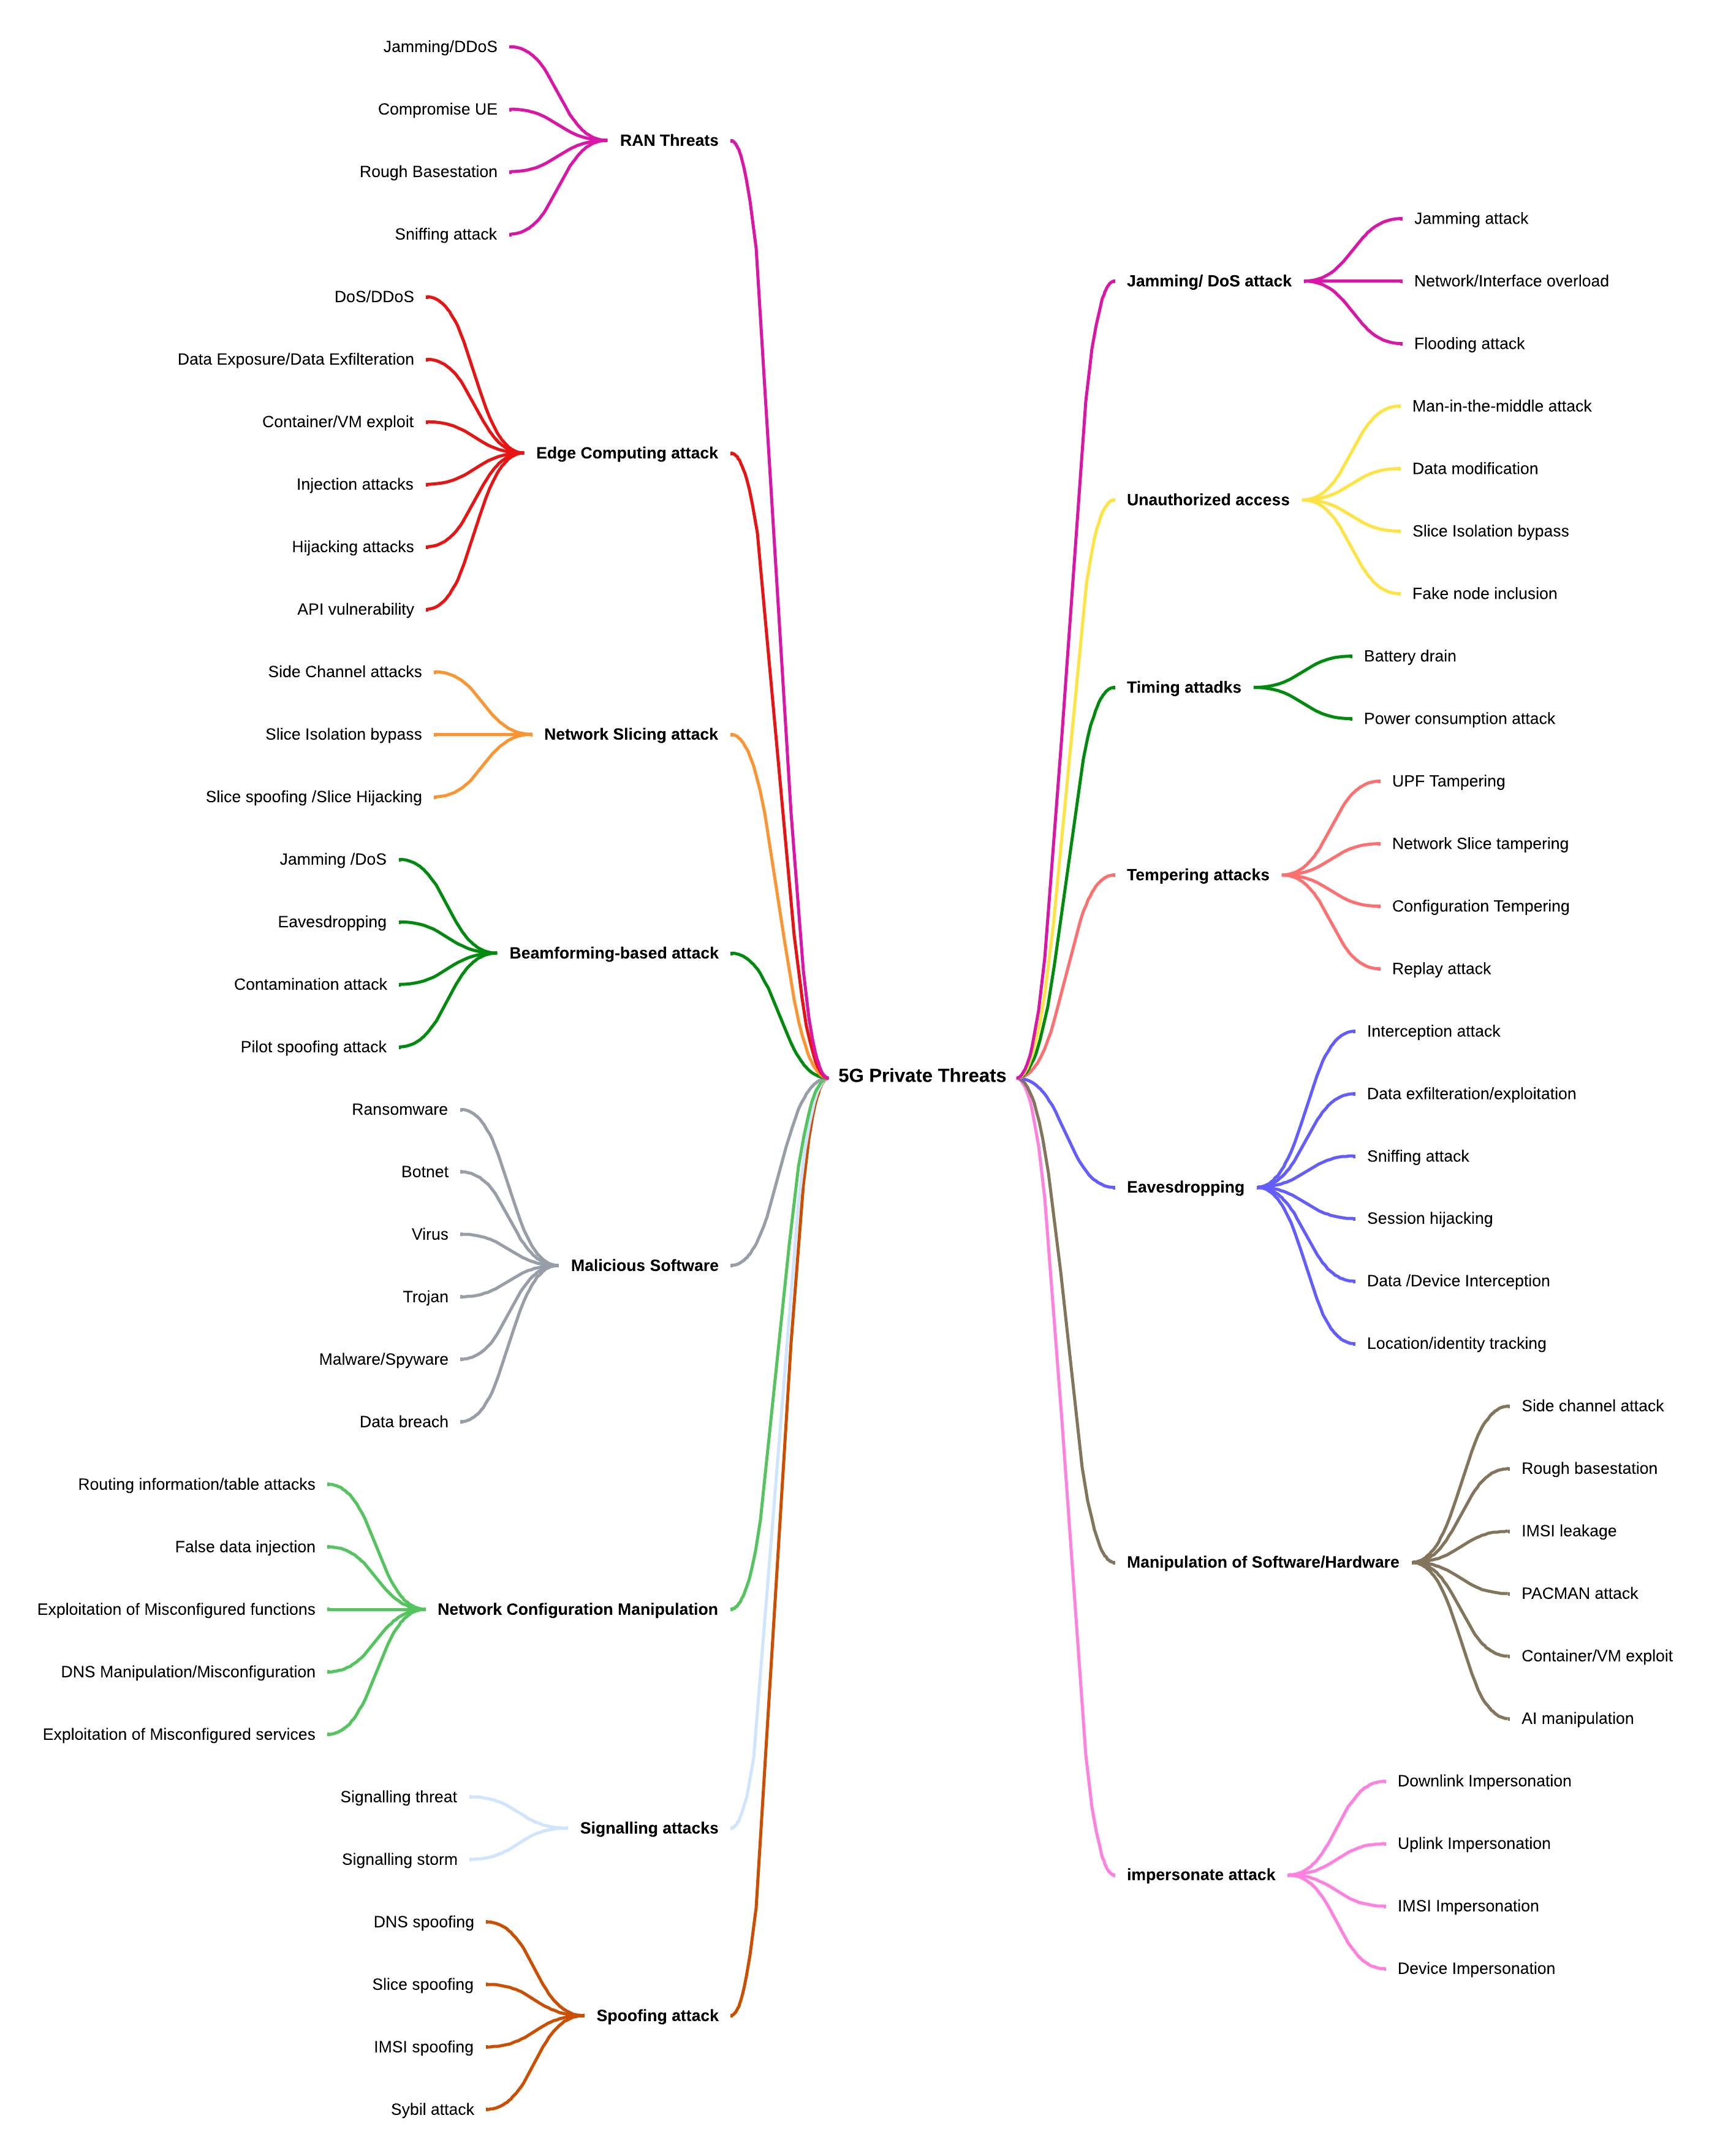 5G Private Threats
RAN Threats
Jamming/DDoS
Compromise UE
Rough Basestation
Sniffing attack
Edge Computing attack
DoS/DDoS
Data Exposure/Data Exfilteration
Container/VM exploit
Injection attacks
Hijacking attacks
API vulnerability
Network Slicing attack
Side Channel attacks
Slice Isolation bypass
Slice spoofing /Slice Hijacking
Beamforming-based attack
Jamming /DoS
Eavesdropping
Contamination attack
Pilot spoofing attack
Malicious Software
Ransomware
Botnet
Virus
Trojan
Malware/Spyware
Data breach
Network Configuration Manipulation
Routing information/table attacks
False data injection
Exploitation of Misconfigured functions
DNS Manipulation/Misconfiguration
Exploitation of Misconfigured services
Signalling attacks
Signalling threat
Signalling storm
Spoofing attack
DNS spoofing
Slice spoofing
IMSI spoofing
Sybil attack
Jamming/ DoS attack
Jamming attack
Network/Interface overload
Flooding attack
Unauthorized access
Man-in-the-middle attack
Data modification
Slice Isolation bypass
Fake node inclusion
Timing attadks
Battery drain
Power consumption attack
Tempering attacks
UPF Tampering
Network Slice tampering
Configuration Tempering
Replay attack
Eavesdropping
Interception attack
Data exfilteration/exploitation
Sniffing attack
Session hijacking
Data /Device Interception
Location/identity tracking
Manipulation of Software/Hardware
Side channel attack
Rough basestation
IMSI leakage
PACMAN attack
Container/VM exploit
AI manipulation
impersonate attack
Downlink Impersonation
Uplink Impersonation
IMSI Impersonation
Device Impersonation